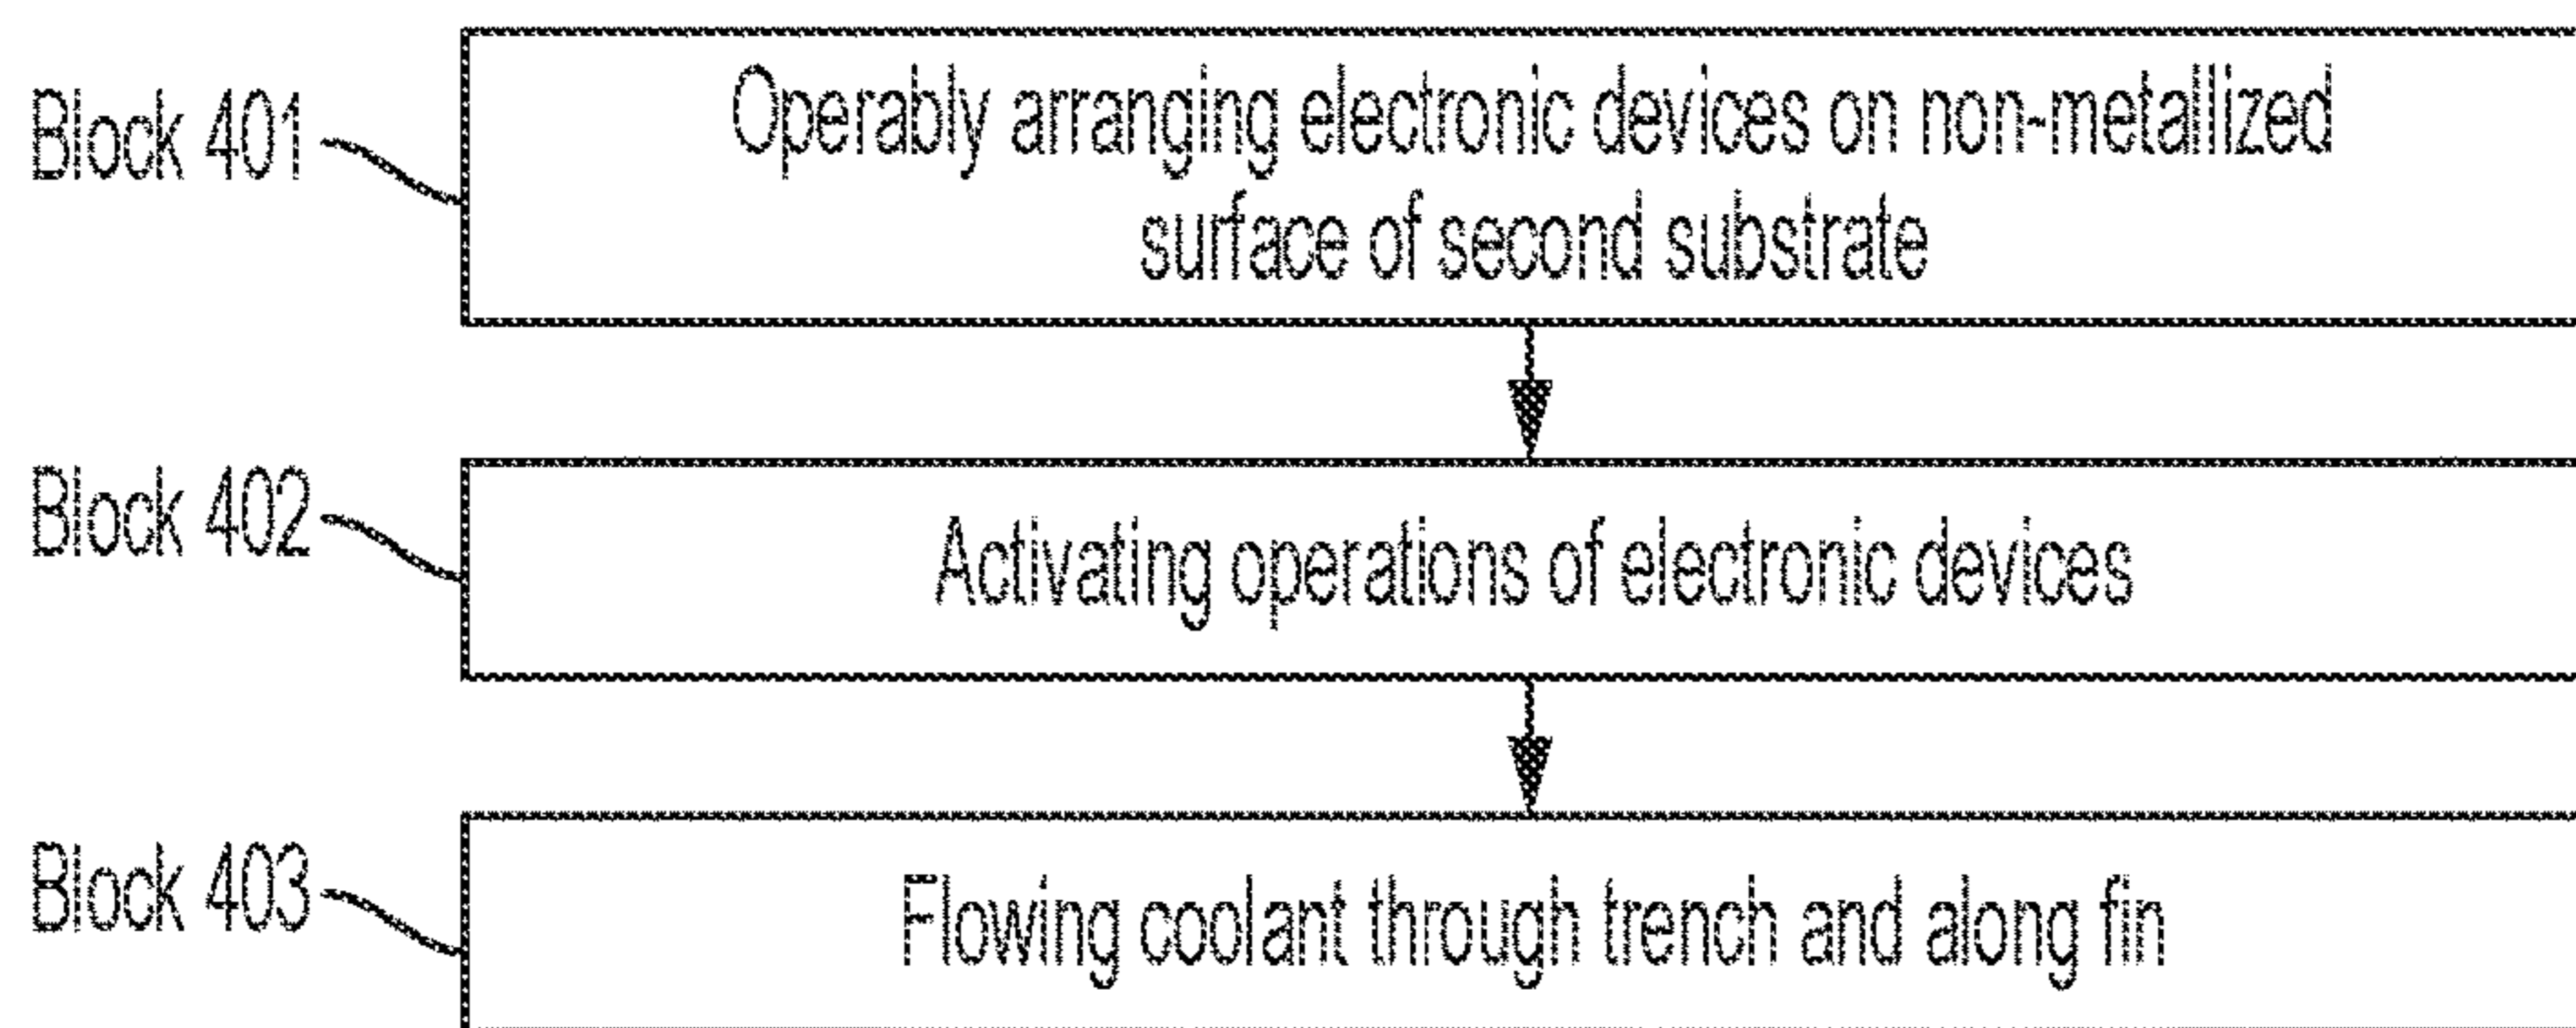 Block 401
Operably arranging electronic devices on non-metallized
surface of second substrate
Block 402
Activating operations of electronic devices
Block 403
Flowing coolant through trench and along fin